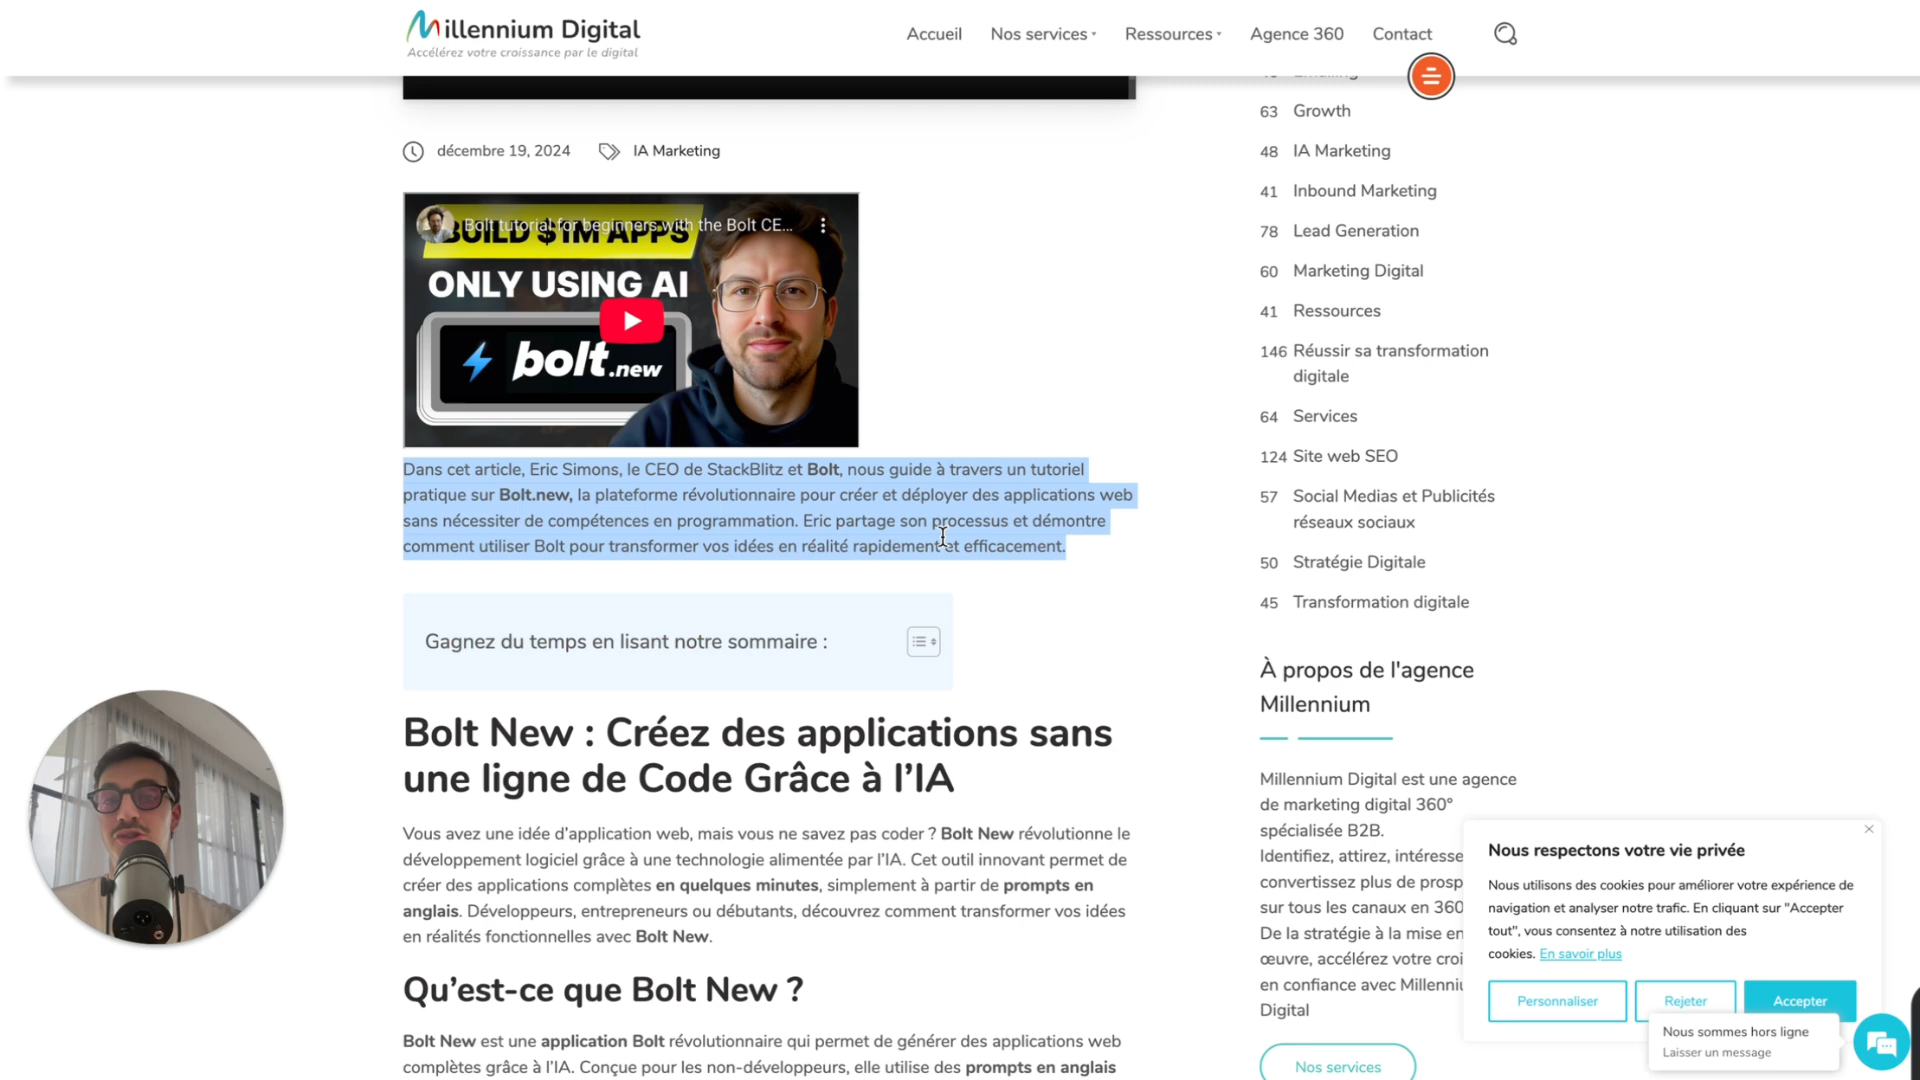 Millennium Digital
Accélérez votre croissance par le digital
Accueil
Nos services
Ressources
Agence 360
Contact
décembre 19, 2024
IA Marketing
Bolt tutorial for beginners with the Bolt CE...
BUILD $1M APPS
ONLY USING AI
bolt.new
Dans cet article, Eric Simons, le CEO de StackBlitz et Bolt, nous guide à travers un tutoriel
pratique sur Bolt.new, la plateforme révolutionnaire pour créer et déployer des applications web
sans nécessiter de compétences en programmation. Eric partage son processus et démontre
comment utiliser Bolt pour transformer vos idées en réalité rapidement et efficacement.
Gagnez du temps en lisant notre sommaire :
Bolt New : Créez des applications sans
une ligne de Code Grâce à l’IA
Vous avez une idée d’application web, mais vous ne savez pas coder ? Bolt New révolutionne le
développement logiciel grâce à une technologie alimentée par l’IA. Cet outil innovant permet de
créer des applications complètes en quelques minutes, simplement à partir de prompts en
anglais. Développeurs, entrepreneurs ou débutants, découvrez comment transformer vos idées
en réalités fonctionnelles avec Bolt New.
Qu’est-ce que Bolt New ?
Bolt New est une application Bolt révolutionnaire qui permet de générer des applications web
complètes grâce à l’IA. Conçue pour les non-développeurs, elle utilise des prompts en anglais
63 Growth
48 IA Marketing
41 Inbound Marketing
78 Lead Generation
60 Marketing Digital
41 Ressources
146 Réussir sa transformation
digitale
64 Services
124 Site web SEO
57 Social Medias et Publicités
réseaux sociaux
50 Stratégie Digitale
45 Transformation digitale
À propos de l'agence
Millennium
Millennium Digital est une agence
de marketing digital 360°
spécialisée B2B.
Identifiez, attirez, intéresse
convertissez plus de prosp
sur tous les canaux en 360
De la stratégie à la mise en
œuvre, accélérez votre croi
en confiance avec Millenniu
Digital
Nos services
Nous respectons votre vie privée
Nous utilisons des cookies pour améliorer votre expérience de
navigation et analyser notre trafic. En cliquant sur "Accepter
tout", vous consentez à notre utilisation des
cookies. En savoir plus
Personnaliser
Rejeter
Accepter
Nous sommes hors ligne
Laisser un message